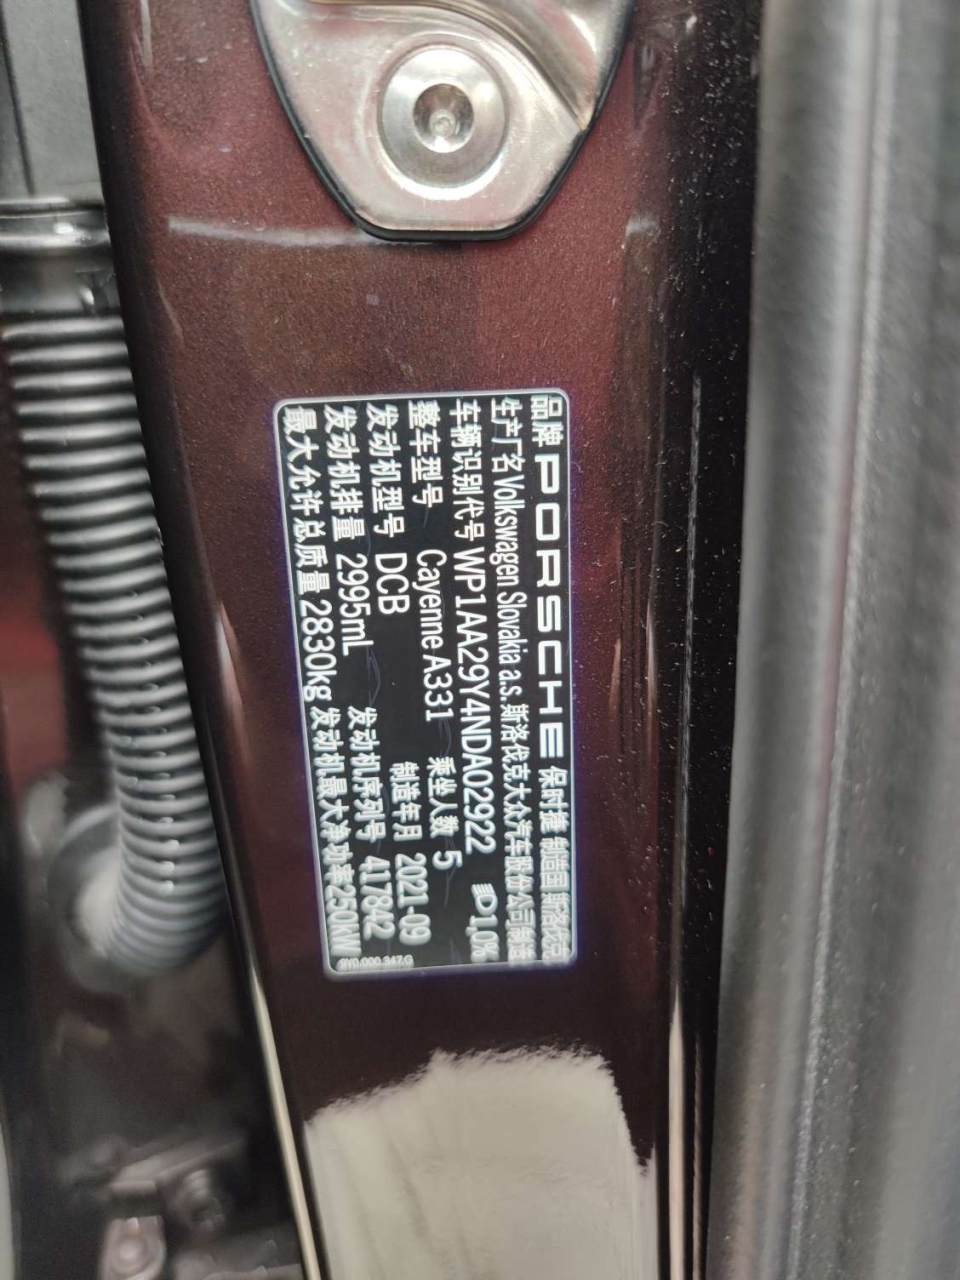 品牌 PORSCHE 保时捷 制造国 斯洛伐克
生产厂名 Volkswagen Slovakia a.s. 斯洛伐克大众汽车股份公司制造
车辆识别代号 WP1AA29Y4NDA02922 1,0%
整车型号 Cayenne A331 乘坐人数 5
发动机型号 DCB 制造年月 2021-09
发动机排量 2995mL 发动机序列号 417842
最大允许总质量 2830kg 发动机最大净功率250kW
9Y0.000.347.G